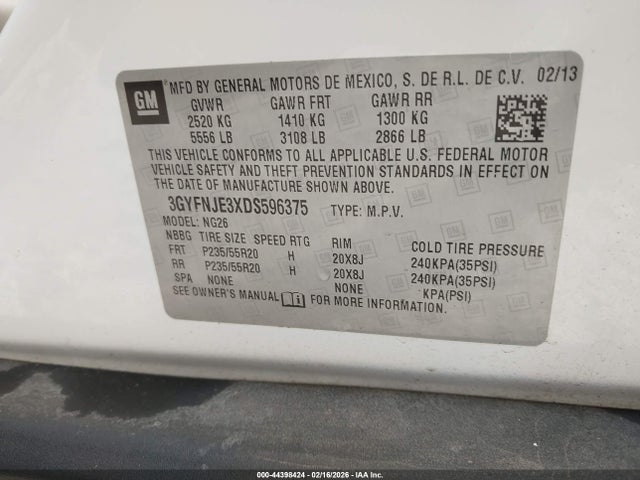 GM MFD BY GENERAL MOTORS DE MEXICO, S. DE R.L. DE C.V. 02/13
GVWR GAWR FRT GAWR RR
2520 KG 1410 KG 1300 KG
5556 LB 3108 LB 2866 LB
THIS VEHICLE CONFORMS TO ALL APPLICABLE U.S. FEDERAL MOTOR
VEHICLE SAFETY AND THEFT PREVENTION STANDARDS IN EFFECT ON
THE DATE OF MANUFACTURE SHOWN ABOVE.
3GYFNJE3XDS596375 TYPE: M.P.V.
MODEL: NG26
NBBG TIRE SIZE SPEED RTG RIM COLD TIRE PRESSURE
FRT P235/55R20 H 20X8J 240KPA(35PSI)
RR P235/55R20 H 20X8J 240KPA(35PSI)
SPA NONE NONE KPA(PSI)
SEE OWNER'S MANUAL FOR MORE INFORMATION.
000-44398424 - 02/16/2026 - IAA Inc.